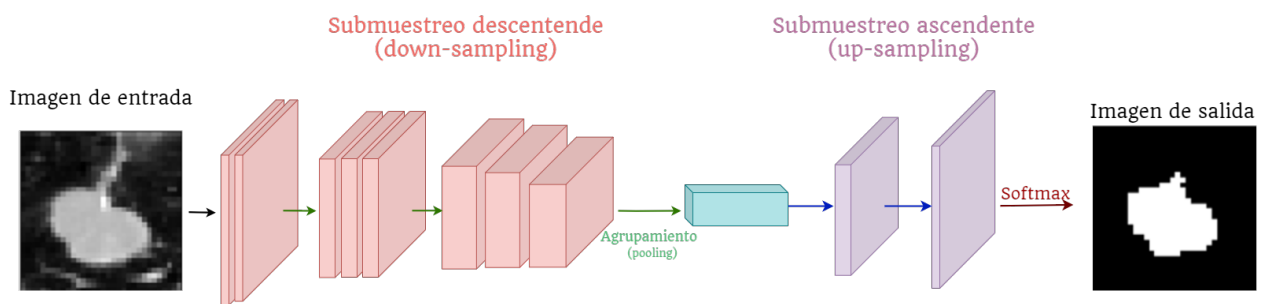 Submuestreo descentende
(down-sampling)
Submuestreo ascendente
(up-sampling)
Imagen de entrada
Imagen de salida
Softmax
Agrupamiento
(pooling)